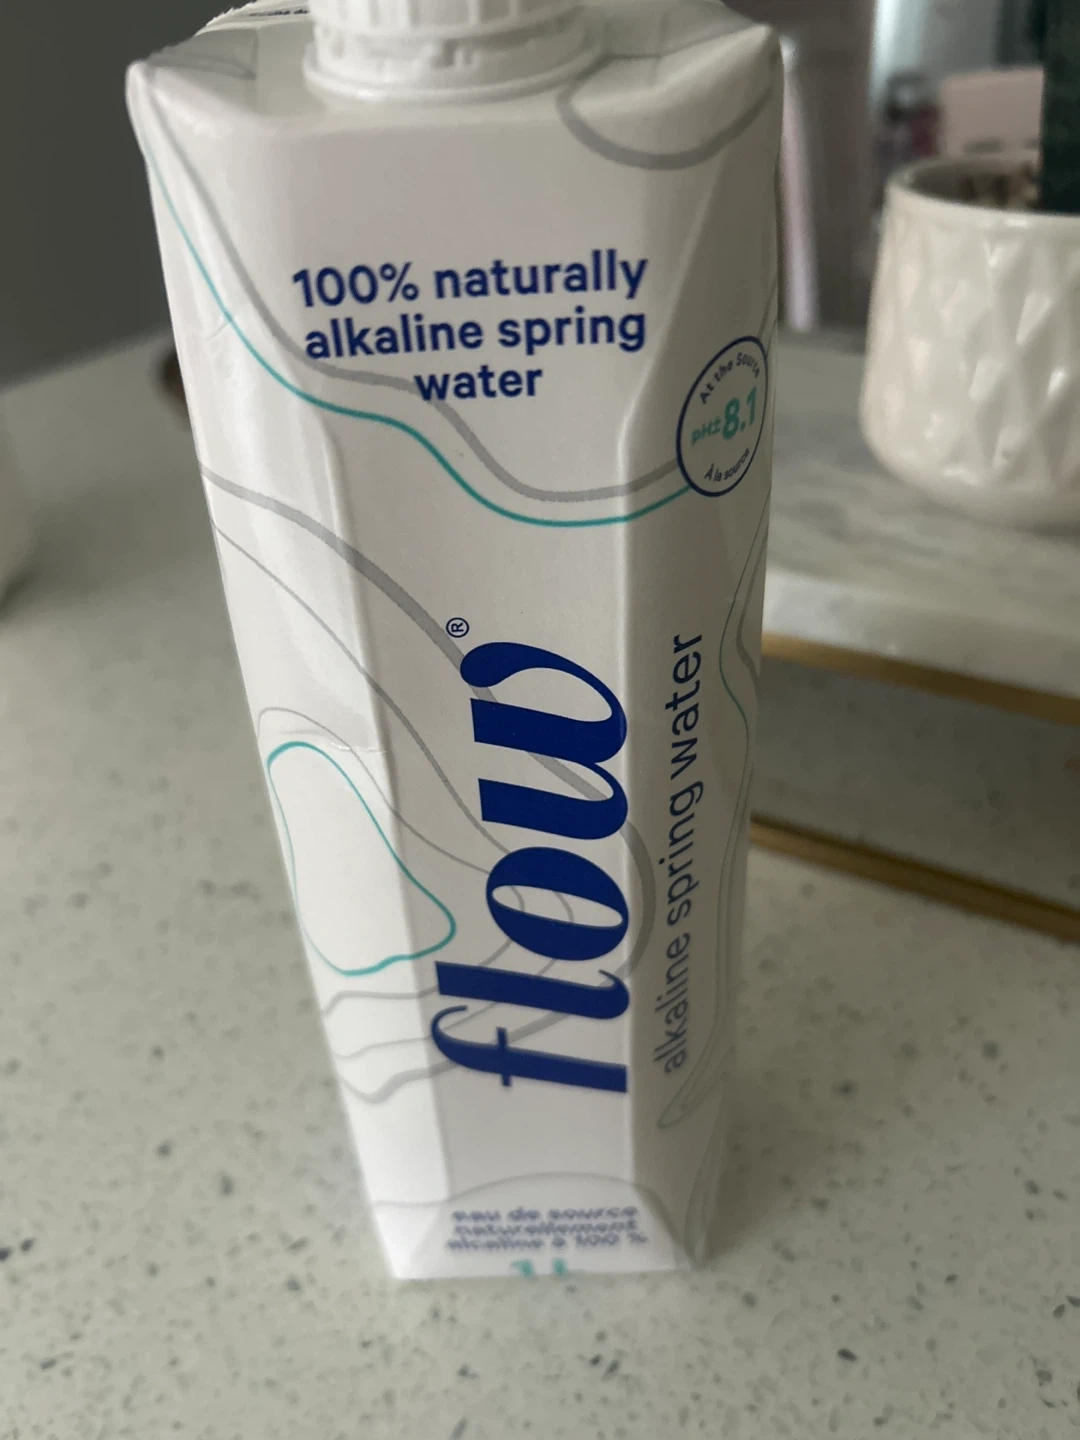 100% naturally
alkaline spring
water
At the Source
pH± 8.1
À la source
flow®
alkaline spring water
eau de source
naturellement
alcaline à 100 %
1 L